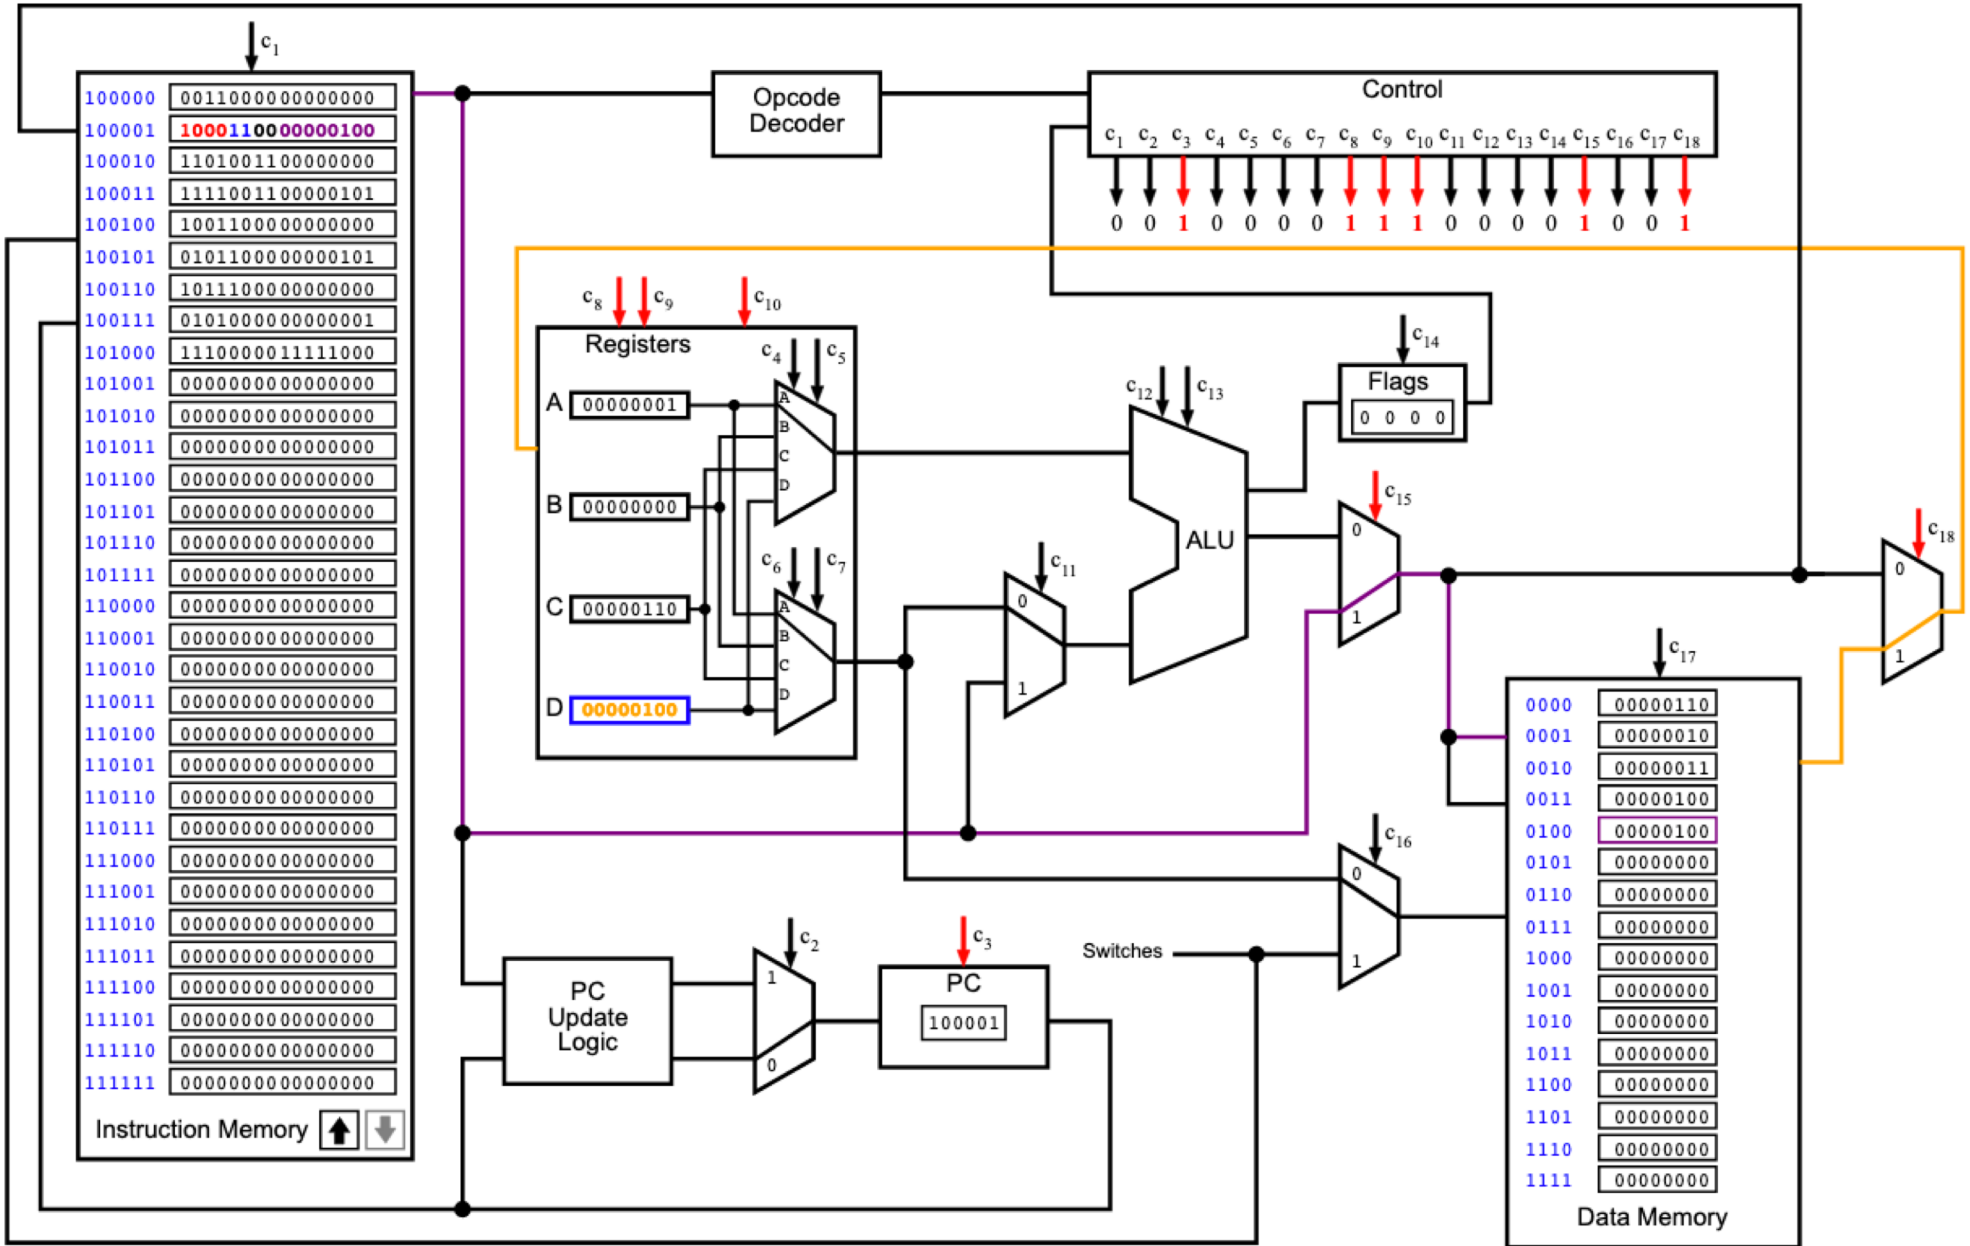 c1
100000 0011000000000000
100001 1000110000000100
100010 1101001100000000
100011 1111001100000101
100100 1001100000000000
100101 0101100000000101
100110 1011100000000000
100111 0101000000000001
101000 1110000011111000
101001 0000000000000000
101010 0000000000000000
101011 0000000000000000
101100 0000000000000000
101101 0000000000000000
101110 0000000000000000
101111 0000000000000000
110000 0000000000000000
110001 0000000000000000
110010 0000000000000000
110011 0000000000000000
110100 0000000000000000
110101 0000000000000000
110110 0000000000000000
110111 0000000000000000
111000 0000000000000000
111001 0000000000000000
111010 0000000000000000
111011 0000000000000000
111100 0000000000000000
111101 0000000000000000
111110 0000000000000000
111111 0000000000000000
Instruction Memory
Opcode
Decoder
Control
c1 c2 c3 c4 c5 c6 c7 c8 c9 c10 c11 c12 c13 c14 c15 c16 c17 c18
0 0 1 0 0 0 0 1 1 1 0 0 0 0 1 0 0 1
c8 c9 c10
Registers
c4 c5
A 00000001
A
B
C
D
B 00000000
c6 c7
C 00000110
A
B
C
D
D 00000100
c11
0
1
c12 c13
ALU
c14
Flags
0 0 0 0
c15
0
1
c18
0
1
c16
0
1
Switches
PC
Update
Logic
c2
1
0
c3
PC
100001
c17
0000 00000110
0001 00000010
0010 00000011
0011 00000100
0100 00000100
0101 00000000
0110 00000000
0111 00000000
1000 00000000
1001 00000000
1010 00000000
1011 00000000
1100 00000000
1101 00000000
1110 00000000
1111 00000000
Data Memory